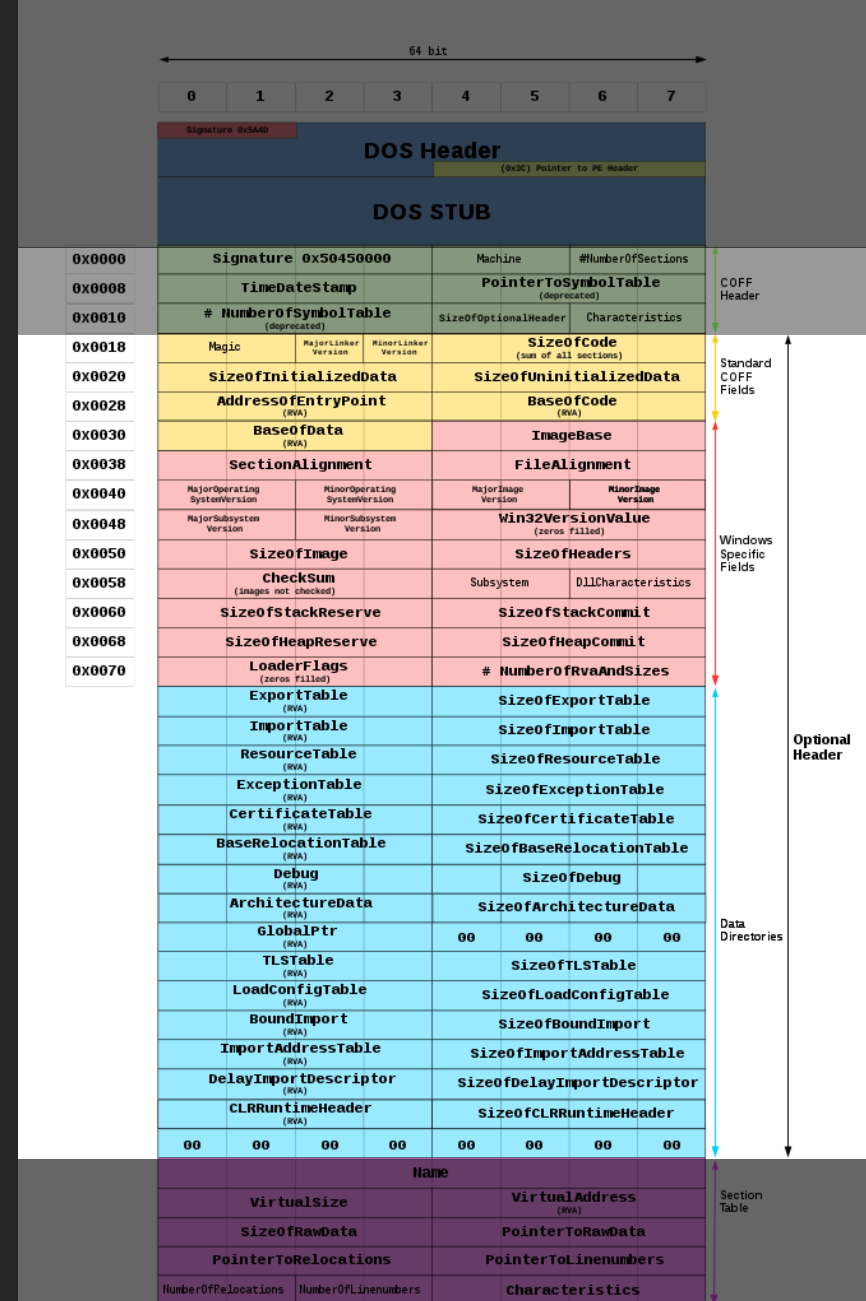 64 bit
0 1 2 3 4 5 6 7
Signature 0x5A4D
DOS Header
(0x3C) Pointer to PE Header
DOS STUB
0x0000 Signature 0x50450000 Machine #NumberOfSections
0x0008 TimeDateStamp PointerToSymbolTable
(deprecated)
COFF
Header
0x0010 # NumberOfSymbolTable SizeOfOptionalHeader Characteristics
(deprecated)
0x0018 Magic MajorLinker MinorLinker SizeOfCode
Version Version (sum of all sections)
0x0020 SizeOfInitializedData SizeOfUninitializedData
Standard
COFF
Fields
0x0028 AddressOfEntryPoint BaseOfCode
(RVA) (RVA)
0x0030 BaseOfData ImageBase
(RVA)
0x0038 SectionAlignment FileAlignment
0x0040 MajorOperating MinorOperating MajorImage MinorImage
SystemVersion SystemVersion Version Version
0x0048 MajorSubsystem MinorSubsystem Win32VersionValue
Version Version (zeros filled)
0x0050 SizeOfImage SizeOfHeaders
Windows
Specific
Fields
0x0058 CheckSum Subsystem DllCharacteristics
(images not checked)
0x0060 SizeOfStackReserve SizeOfStackCommit
0x0068 SizeOfHeapReserve SizeOfHeapCommit
0x0070 LoaderFlags # NumberOfRvaAndSizes
(zeros filled)
ExportTable SizeOfExportTable
(RVA)
ImportTable SizeOfImportTable
(RVA)
Optional
Header
ResourceTable SizeOfResourceTable
(RVA)
ExceptionTable SizeOfExceptionTable
(RVA)
CertificateTable SizeOfCertificateTable
(RVA)
BaseRelocationTable SizeOfBaseRelocationTable
(RVA)
Debug SizeOfDebug
(RVA)
ArchitectureData SizeOfArchitectureData
(RVA)
GlobalPtr 00 00 00 00
(RVA)
Data
Directories
TLSTable SizeOfTLSTable
(RVA)
LoadConfigTable SizeOfLoadConfigTable
(RVA)
BoundImport SizeOfBoundImport
(RVA)
ImportAddressTable SizeOfImportAddressTable
(RVA)
DelayImportDescriptor SizeOfDelayImportDescriptor
(RVA)
CLRRuntimeHeader SizeOfCLRRuntimeHeader
(RVA)
00 00 00 00 00 00 00 00
Name
VirtualSize VirtualAddress
(RVA)
Section
Table
SizeOfRawData PointerToRawData
PointerToRelocations PointerToLinenumbers
NumberOfRelocations NumberOfLinenumbers Characteristics